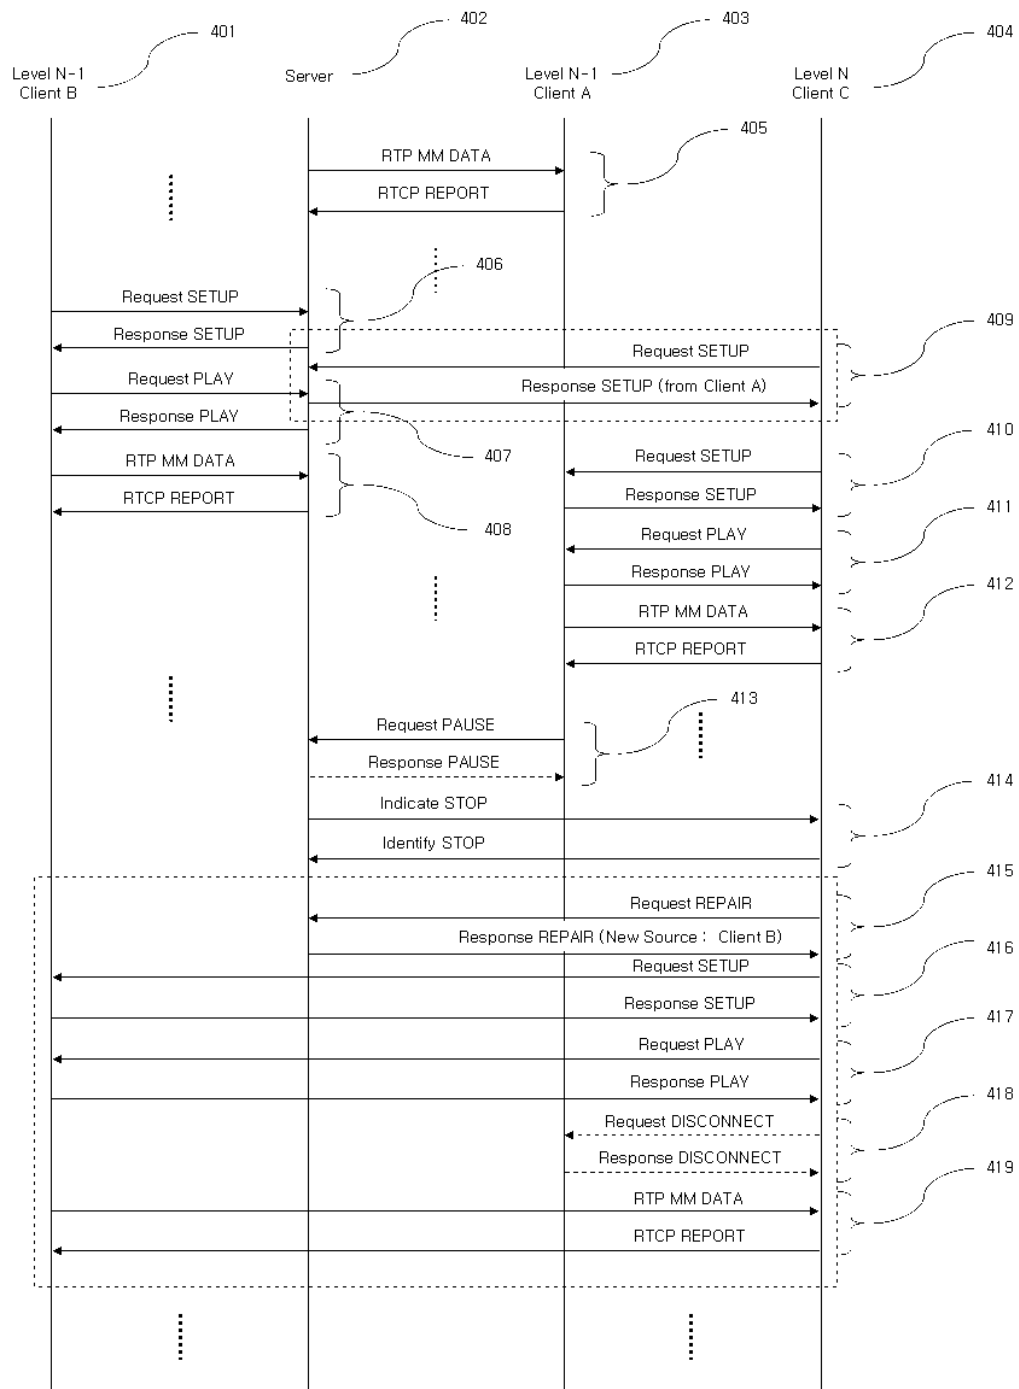 401
402
403
404
Level N-1
Client B
Server
Level N-1
Client A
Level N
Client C
405
RTP MM DATA
RTCP REPORT
406
Request SETUP
Response SETUP
409
Request SETUP
Request PLAY
Response SETUP (from Client A)
Response PLAY
410
407
Request SETUP
RTP MM DATA
Response SETUP
RTCP REPORT
411
408
Request PLAY
Response PLAY
412
RTP MM DATA
RTCP REPORT
413
Request PAUSE
Response PAUSE
414
Indicate STOP
Identify STOP
415
Request REPAIR
Response REPAIR (New Source : Client B)
416
Request SETUP
Response SETUP
417
Request PLAY
Response PLAY
418
Request DISCONNECT
Response DISCONNECT
419
RTP MM DATA
RTCP REPORT